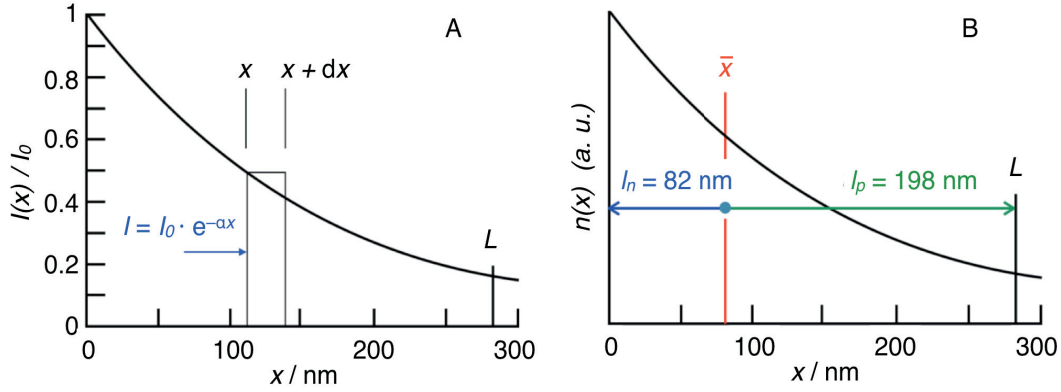 A
1
0.8
0.6
0.4
0.2
0
I(x) / I₀
x
x + dx
I = I₀ · e^–αx
L
0
100
200
300
x / nm
B
n(x) (a. u.)
x̄
lₙ = 82 nm
lₚ = 198 nm
L
0
100
200
300
x / nm